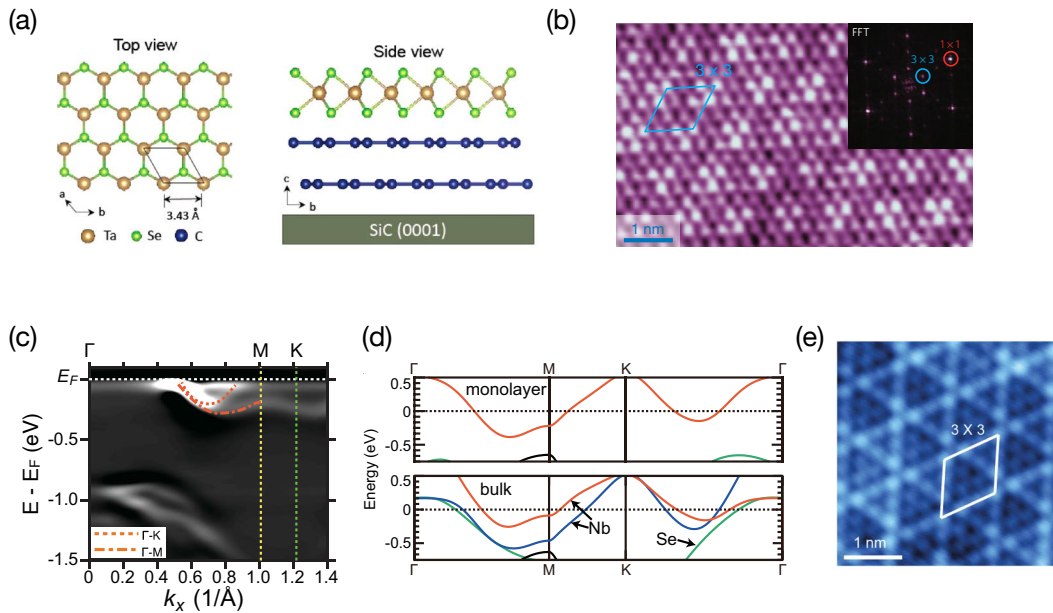 (a)
Top view
Side view
a
b
3.43 Å
c
b
Ta Se C
SiC (0001)
(b)
3 x 3
FFT
1×1
3×3
1 nm
(c)
Γ M K
E_F
E - E_F (eV)
-0.5
-1.0
-1.5
Γ-K
Γ-M
0 0.2 0.4 0.6 0.8 1.0 1.2 1.4
k_x (1/Å)
(d)
Γ M K Γ
Energy (eV)
0.5
0
-0.5
monolayer
0.5
0
-0.5
bulk
Nb
Se
Γ M K Γ
(e)
3 X 3
1 nm